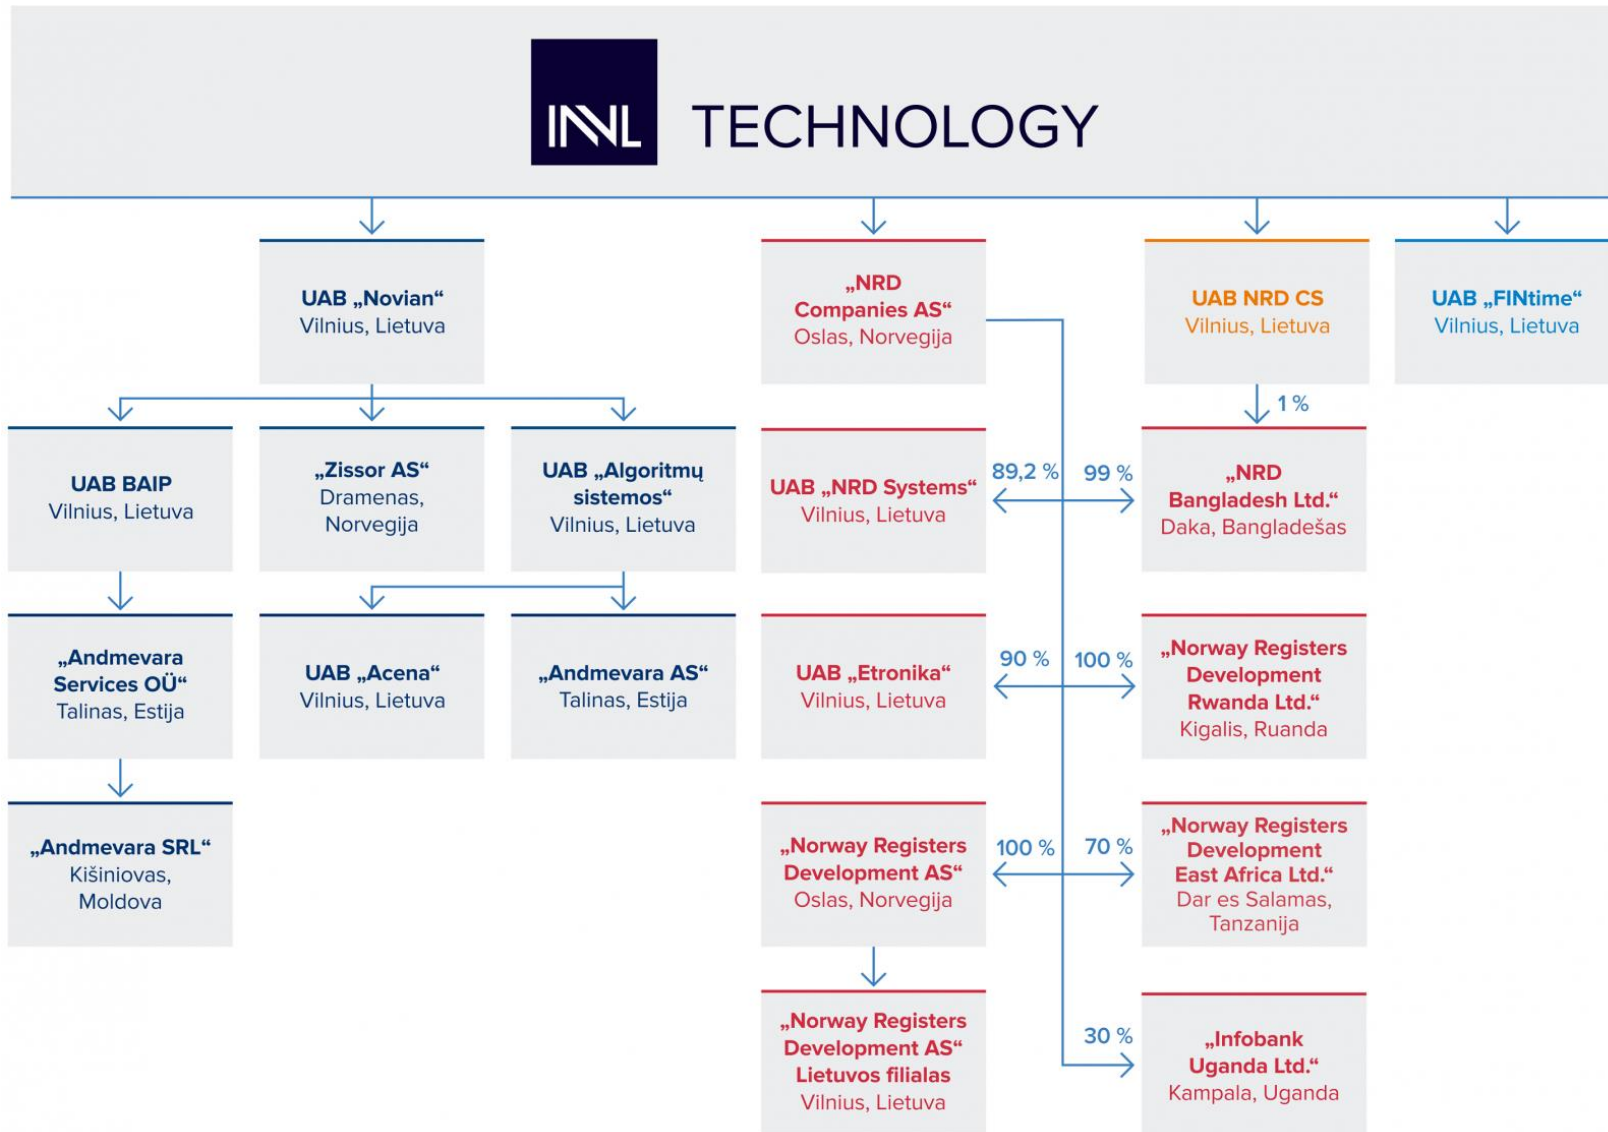 INVL TECHNOLOGY
UAB „Novian“
Vilnius, Lietuva
„NRD
Companies AS“
Oslas, Norvegija
UAB NRD CS
Vilnius, Lietuva
UAB „FINtime“
Vilnius, Lietuva
1 %
UAB BAIP
Vilnius, Lietuva
„Zissor AS“
Dramenas,
Norvegija
UAB „Algoritmų
sistemos“
Vilnius, Lietuva
UAB „NRD Systems“
Vilnius, Lietuva
89,2 %
99 %
„NRD
Bangladesh Ltd.“
Daka, Bangladešas
„Andmevara
Services OÜ“
Talinas, Estija
UAB „Acena“
Vilnius, Lietuva
„Andmevara AS“
Talinas, Estija
UAB „Etronika“
Vilnius, Lietuva
90 %
100 %
„Norway Registers
Development
Rwanda Ltd.“
Kigalis, Ruanda
„Andmevara SRL“
Kišiniovas,
Moldova
„Norway Registers
Development AS“
Oslas, Norvegija
100 %
70 %
„Norway Registers
Development
East Africa Ltd.“
Dar es Salamas,
Tanzanija
„Norway Registers
Development AS“
Lietuvos filialas
Vilnius, Lietuva
30 %
„Infobank
Uganda Ltd.“
Kampala, Uganda